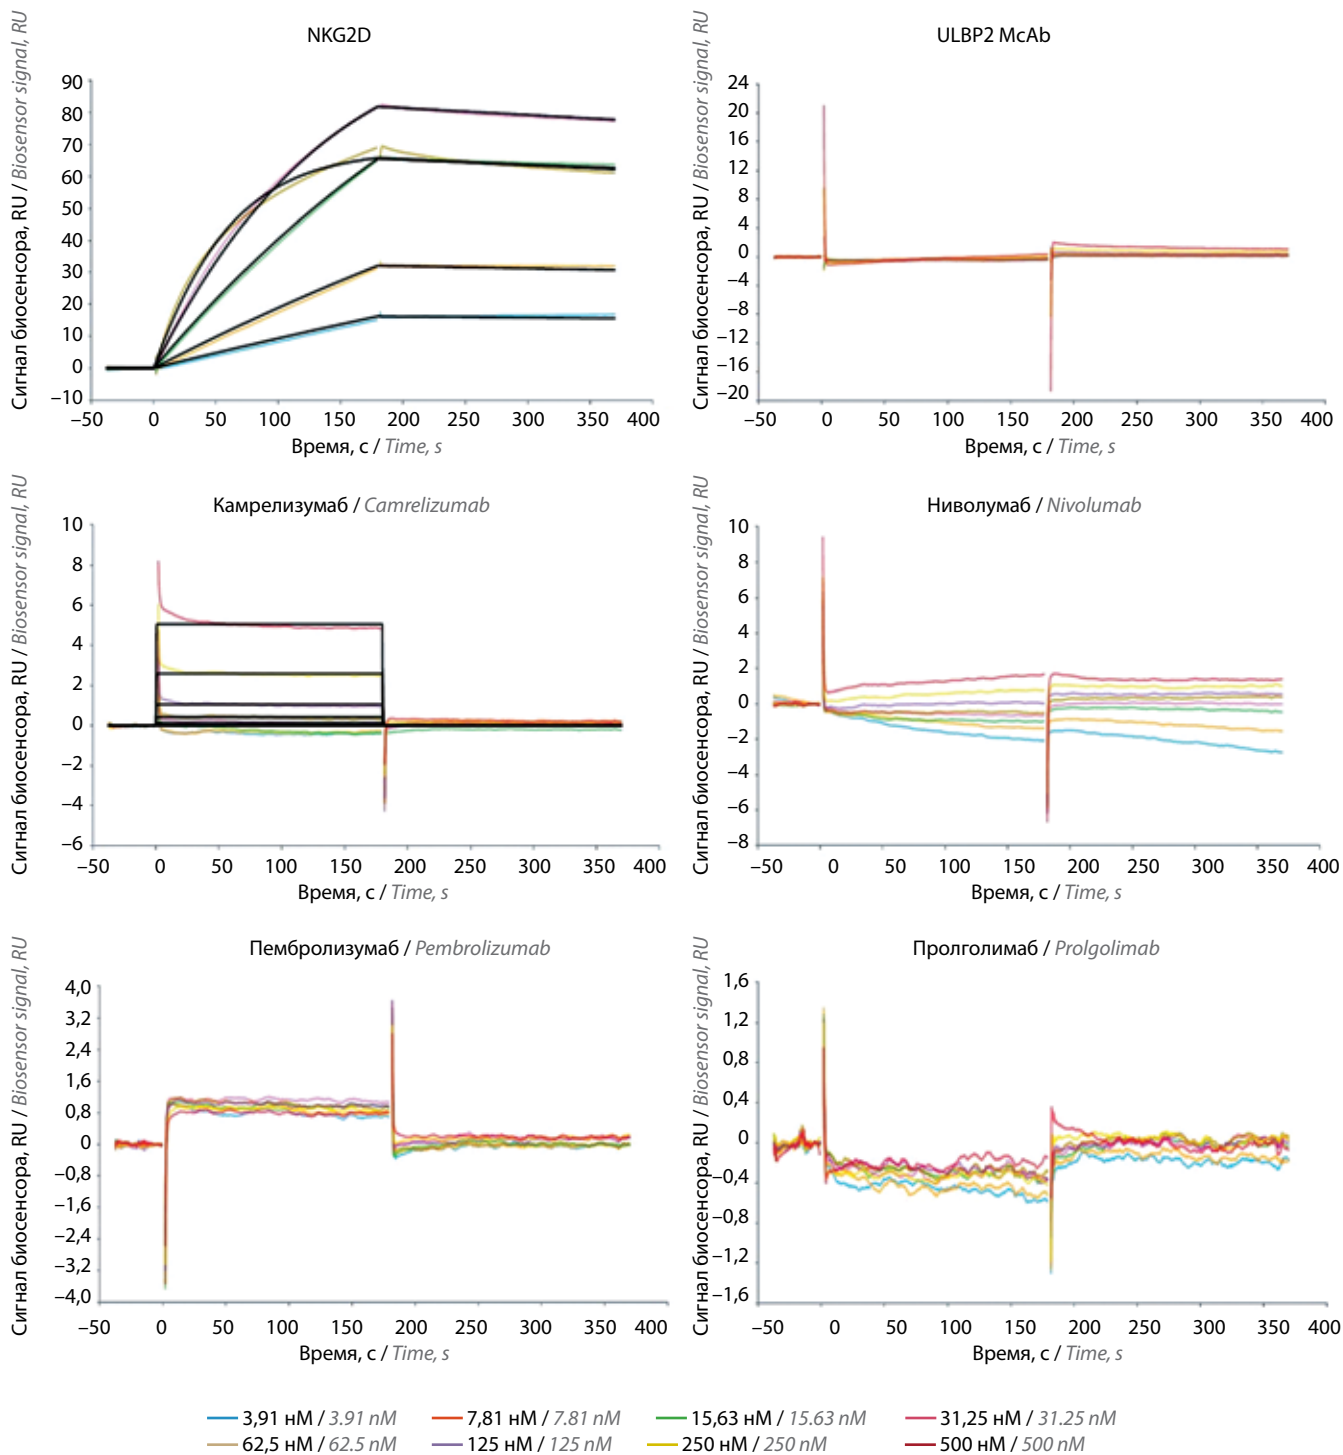 NKG2D
Сигнал биосенсора, RU / Biosensor signal, RU
90
80
70
60
50
40
30
20
10
0
–10
–50 0 50 100 150 200 250 300 350 400
Время, с / Time, s
ULBP2 McAb
Сигнал биосенсора, RU / Biosensor signal, RU
24
20
16
12
8
4
0
–4
–8
–12
–16
–20
–50 0 50 100 150 200 250 300 350 400
Время, с / Time, s
Камрелизумаб / Camrelizumab
Сигнал биосенсора, RU / Biosensor signal, RU
10
8
6
4
2
0
–2
–4
–6
–50 0 50 100 150 200 250 300 350 400
Время, с / Time, s
Ниволумаб / Nivolumab
Сигнал биосенсора, RU / Biosensor signal, RU
10
8
6
4
2
0
–2
–4
–6
–8
–50 0 50 100 150 200 250 300 350 400
Время, с / Time, s
Пембролизумаб / Pembrolizumab
Сигнал биосенсора, RU / Biosensor signal, RU
4,0
3,2
2,4
1,6
0,8
0
–0,8
–1,6
–2,4
–3,2
–4,0
–50 0 50 100 150 200 250 300 350 400
Время, с / Time, s
Пролголимаб / Prolgolimab
Сигнал биосенсора, RU / Biosensor signal, RU
1,6
1,2
0,8
0,4
0
–0,4
–0,8
–1,2
–1,6
–50 0 50 100 150 200 250 300 350 400
Время, с / Time, s
3,91 нМ / 3.91 nM 7,81 нМ / 7.81 nM 15,63 нМ / 15.63 nM 31,25 нМ / 31.25 nM
62,5 нМ / 62.5 nM 125 нМ / 125 nM 250 нМ / 250 nM 500 нМ / 500 nM